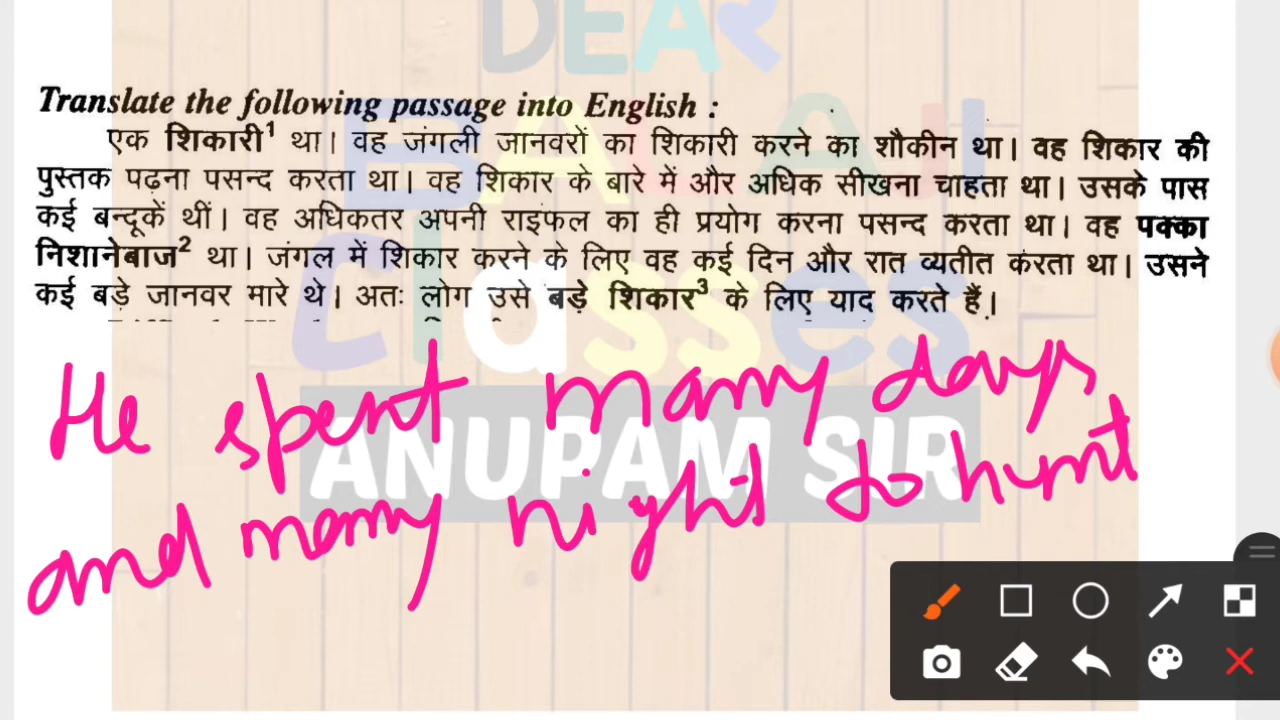 DEAR
Translate the following passage into English :
एक शिकारी¹ था। वह जंगली जानवरों का शिकारी करने का शौकीन था। वह शिकार की
पुस्तक पढ़ना पसन्द करता था। वह शिकार के बारे में और अधिक सीखना चाहता था। उसके पास
कई बन्दूकें थीं। वह अधिकतर अपनी राइफल का ही प्रयोग करना पसन्द करता था। वह पक्का
निशानेबाज² था। जंगल में शिकार करने के लिए वह कई दिन और रात व्यतीत करता था। उसने
कई बड़े जानवर मारे थे। अतः लोग उसे बड़े शिकार³ के लिए याद करते हैं।
classes
He spent many days
ANUPAM SIR
and many night to hunt